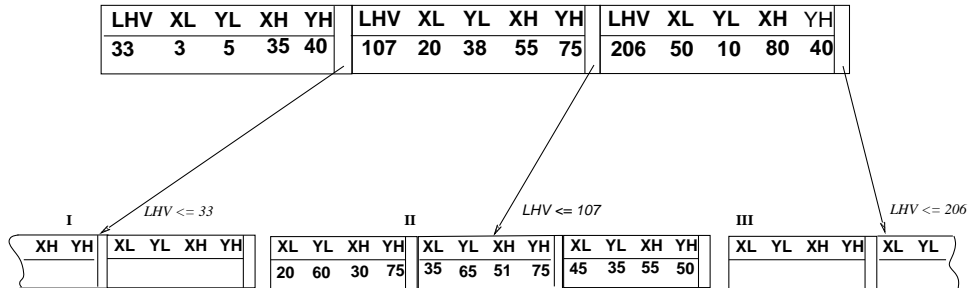 LHV XL YL XH YH LHV XL YL XH YH LHV XL YL XH YH
33 3 5 35 40 107 20 38 55 75 206 50 10 80 40
LHV <= 33 LHV <= 107 LHV <= 206
I II III
XH YH XL YL XH YH XL YL XH YH XL YL XH YH XL YL XH YH XL YL XH YH XL YL
20 60 30 75 35 65 51 75 45 35 55 50